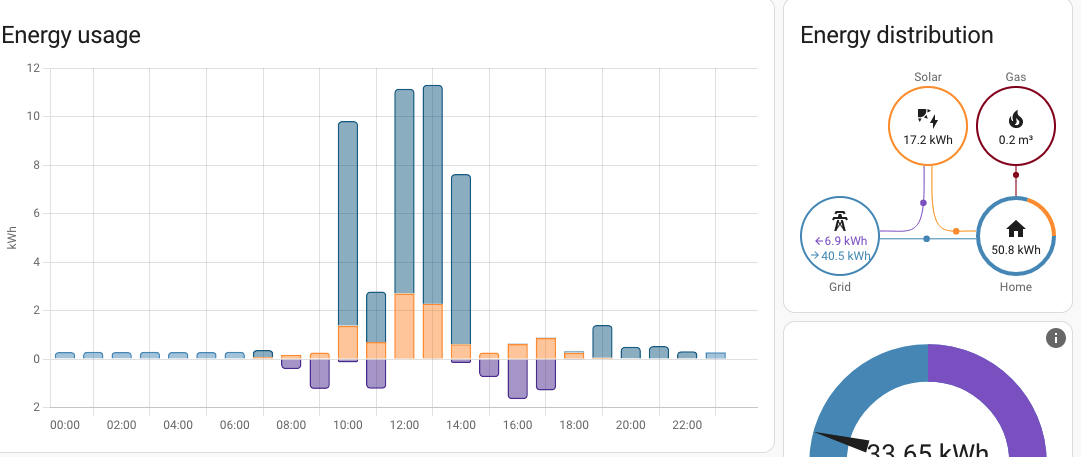 Energy usage
kWh
12
10
8
6
4
2
0
2
00:00 02:00 04:00 06:00 08:00 10:00 12:00 14:00 16:00 18:00 20:00 22:00
Energy distribution
Solar Gas
17.2 kWh 0.2 m³
←6.9 kWh
→40.5 kWh
50.8 kWh
Grid Home
i
33.65 kWh